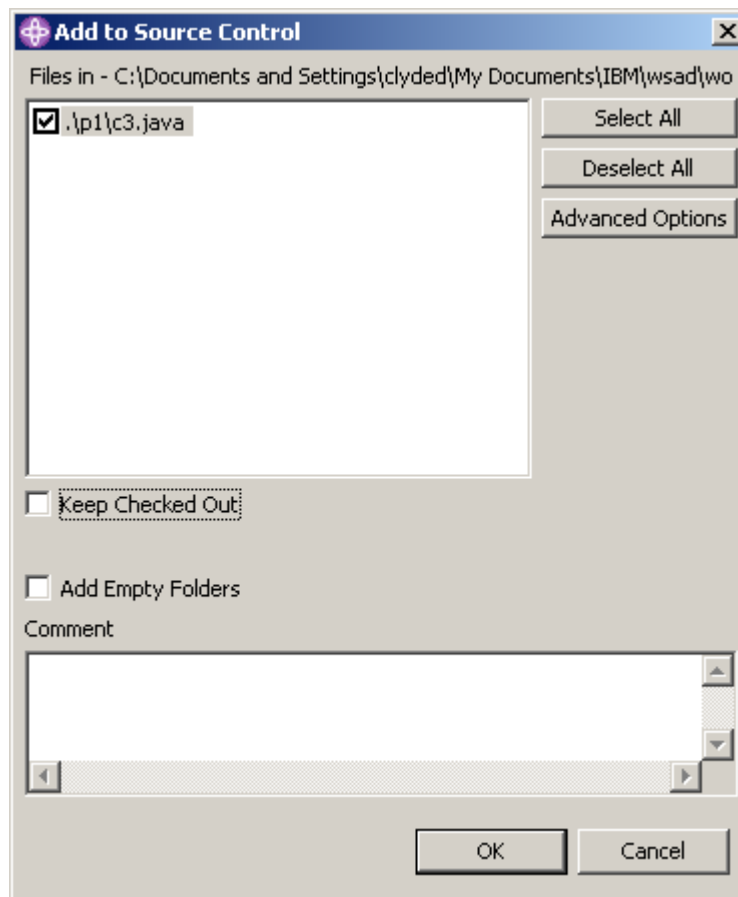 Add to Source Control
Files in - C:\Documents and Settings\clyded\My Documents\IBM\wsad\wo
.\p1\c3.java
Select All
Deselect All
Advanced Options
Keep Checked Out
Add Empty Folders
Comment
OK
Cancel